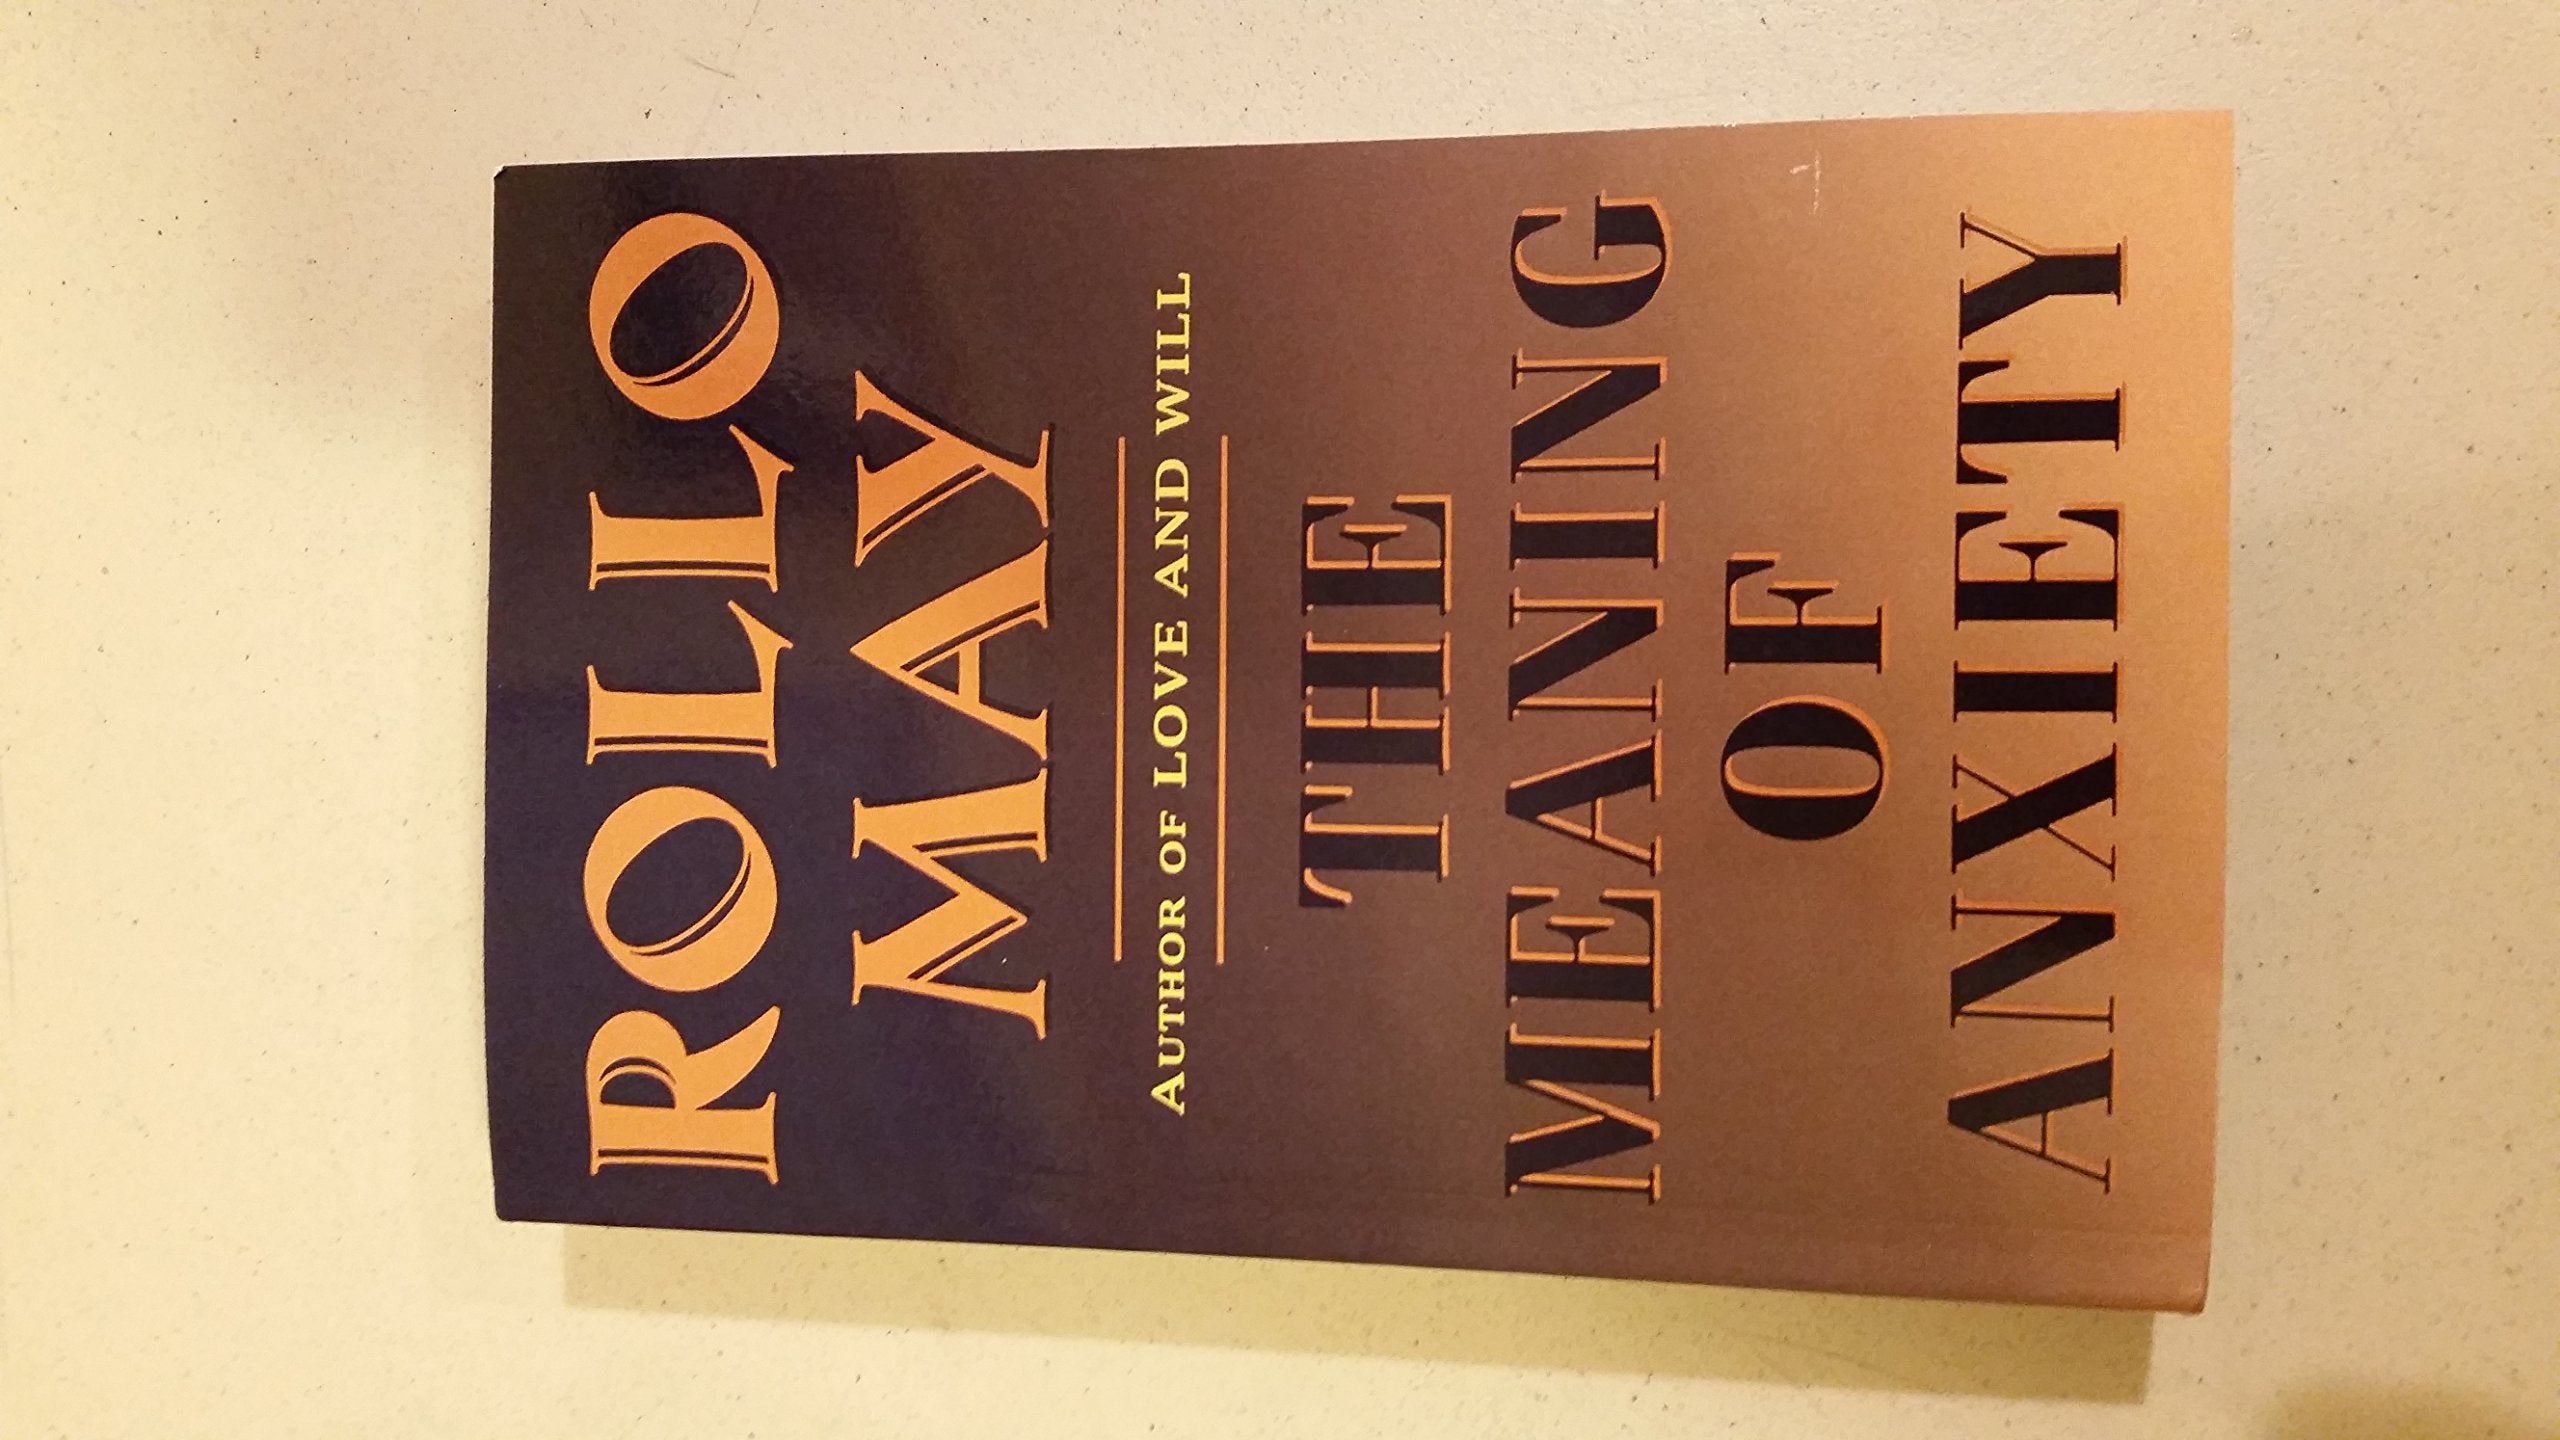 ROLLO
MAY
AUTHOR OF LOVE AND WILL
THE
MEANING
OF
ANXIETY